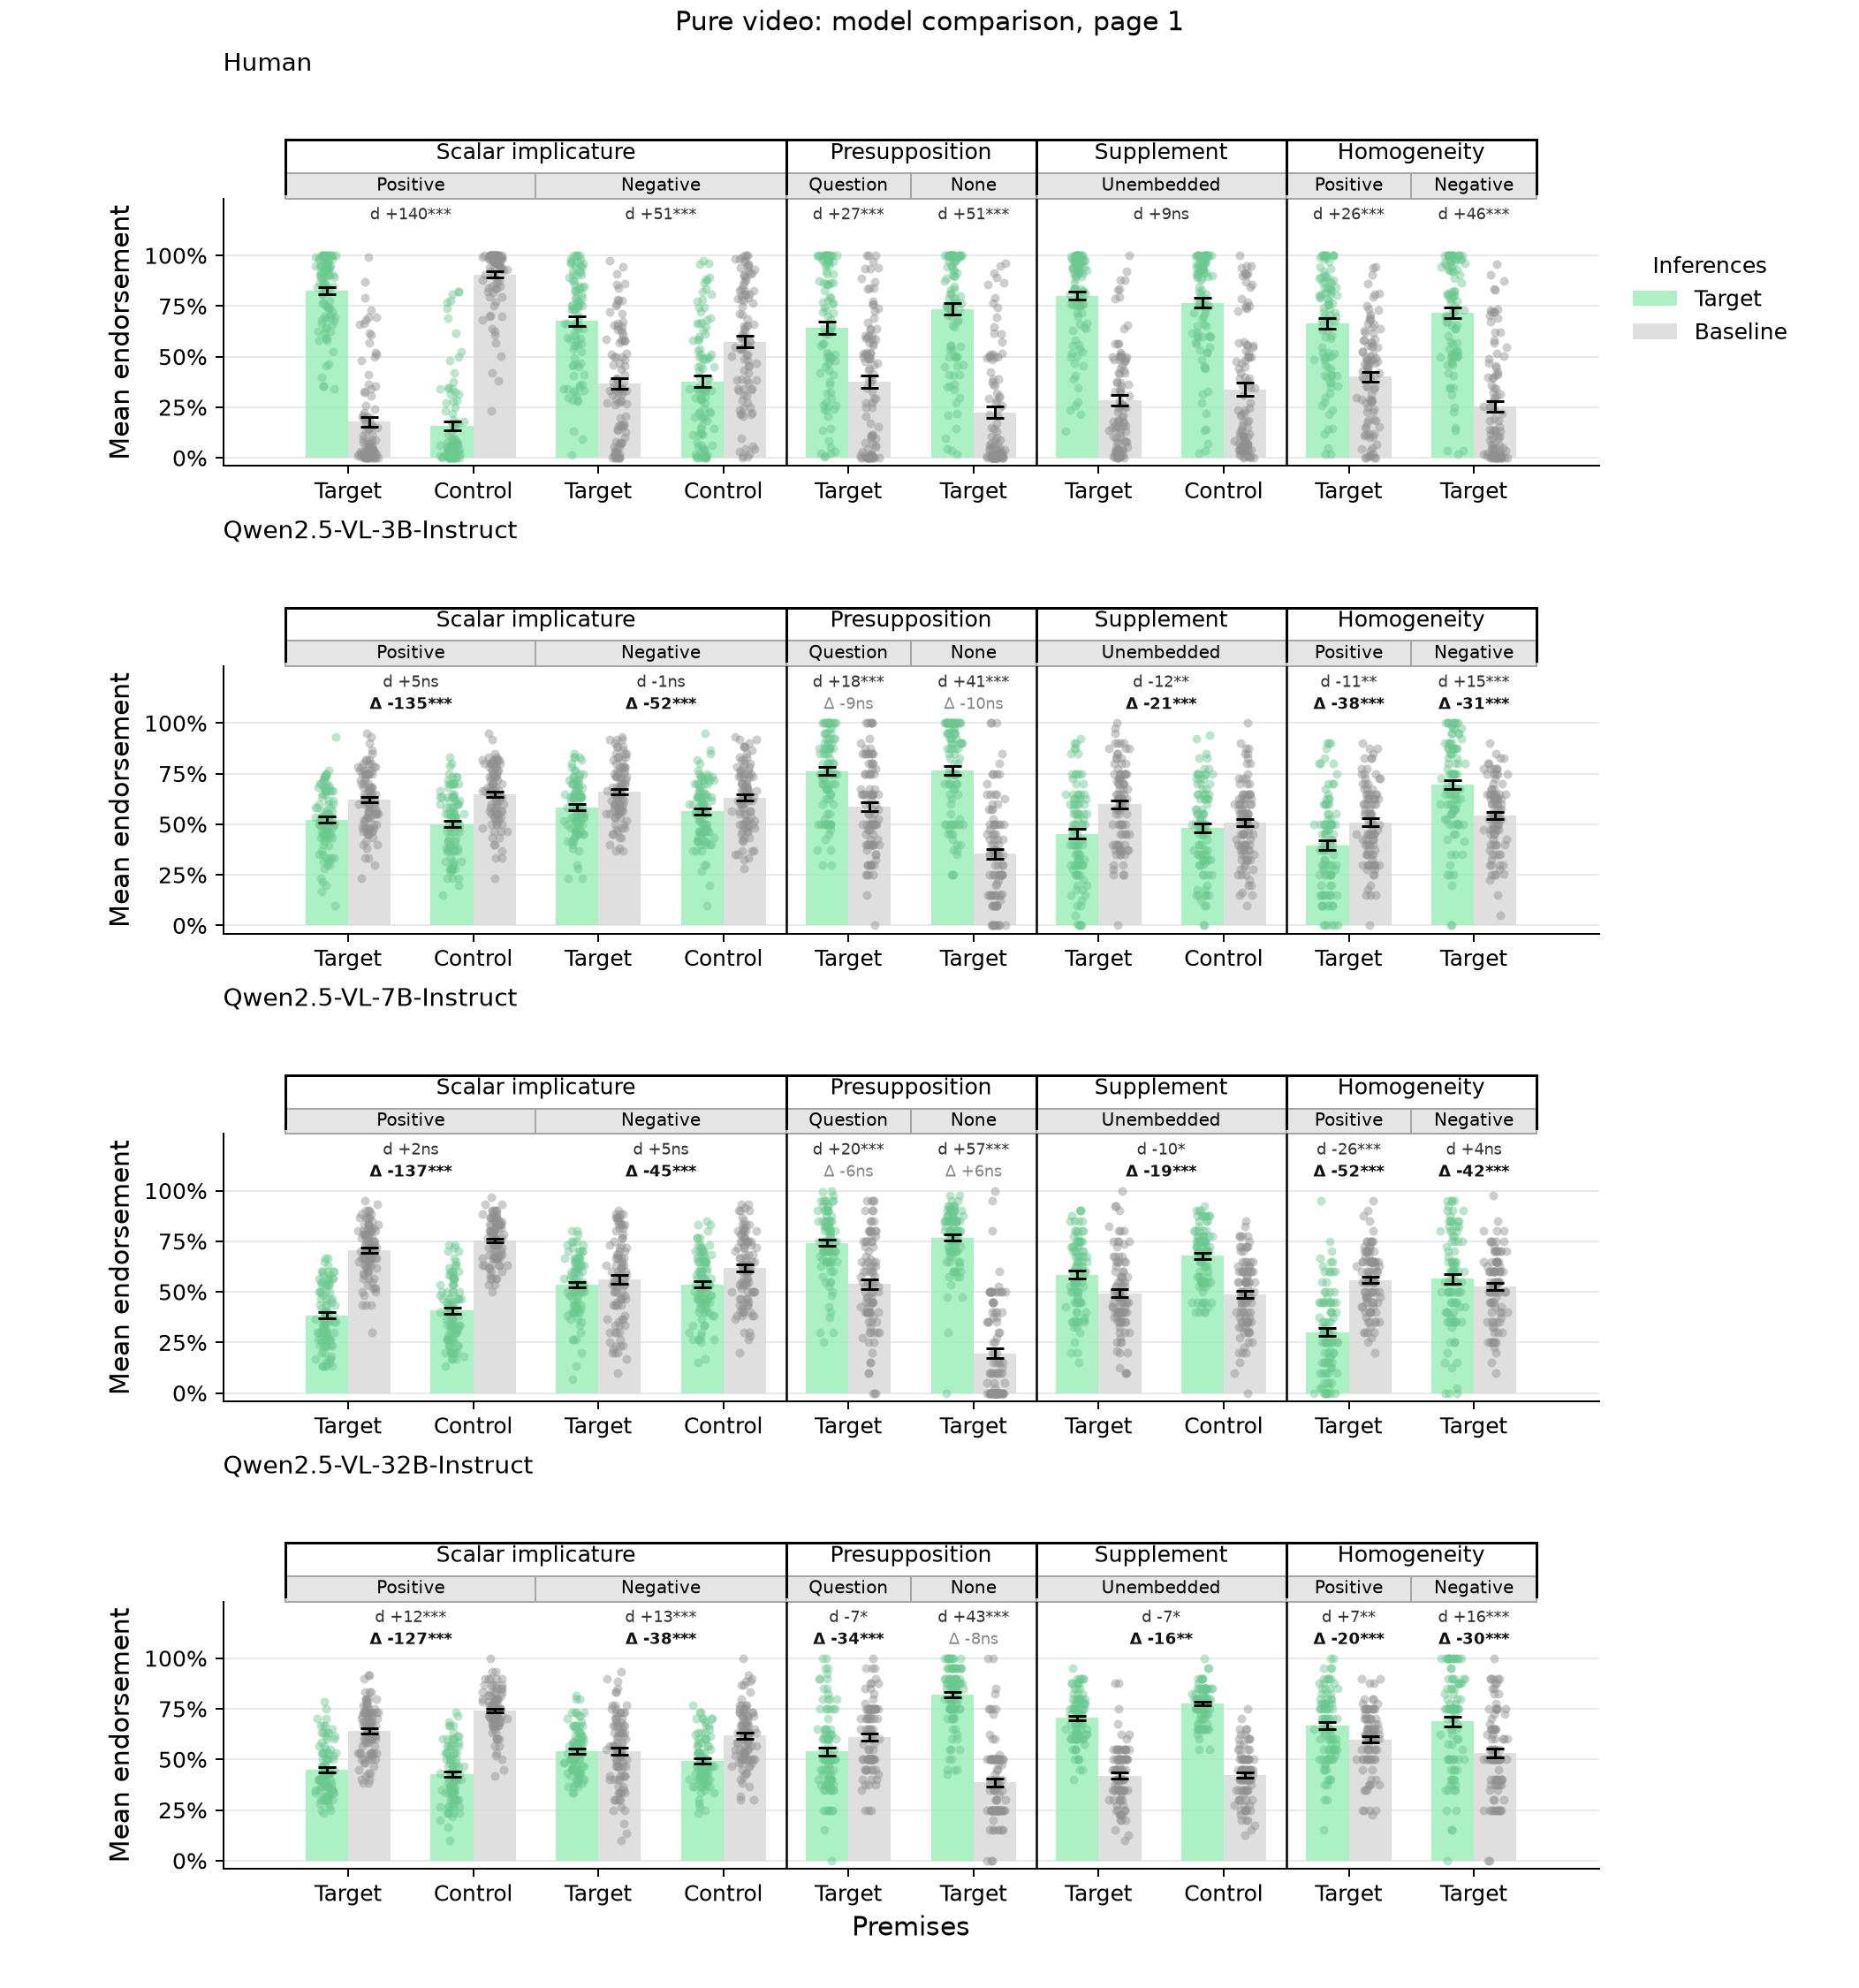 Pure video: model comparison, page 1
Human
Scalar implicature Presupposition Supplement Homogeneity
Positive Negative Question None Unembedded Positive Negative
d +140*** d +51*** d +27*** d +51*** d +9ns d +26*** d +46***
Mean endorsement
100%
75%
50%
25%
0%
Target Control Target Control Target Target Target Control Target Target
Inferences
Target
Baseline
Qwen2.5-VL-3B-Instruct
Scalar implicature Presupposition Supplement Homogeneity
Positive Negative Question None Unembedded Positive Negative
d +5ns d -1ns d +18*** d +41*** d -12** d -11** d +15***
Δ -135*** Δ -52*** Δ -9ns Δ -10ns Δ -21*** Δ -38*** Δ -31***
Mean endorsement
100%
75%
50%
25%
0%
Target Control Target Control Target Target Target Control Target Target
Qwen2.5-VL-7B-Instruct
Scalar implicature Presupposition Supplement Homogeneity
Positive Negative Question None Unembedded Positive Negative
d +2ns d +5ns d +20*** d +57*** d -10* d -26*** d +4ns
Δ -137*** Δ -45*** Δ -6ns Δ +6ns Δ -19*** Δ -52*** Δ -42***
Mean endorsement
100%
75%
50%
25%
0%
Target Control Target Control Target Target Target Control Target Target
Qwen2.5-VL-32B-Instruct
Scalar implicature Presupposition Supplement Homogeneity
Positive Negative Question None Unembedded Positive Negative
d +12*** d +13*** d -7* d +43*** d -7* d +7** d +16***
Δ -127*** Δ -38*** Δ -34*** Δ -8ns Δ -16** Δ -20*** Δ -30***
Mean endorsement
100%
75%
50%
25%
0%
Target Control Target Control Target Target Target Control Target Target
Premises